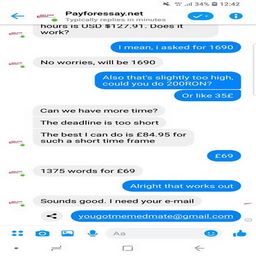 34% 12:42
Payforessay.net
Typically replies in minutes
hours is USD $127.91. Does it
work?
I mean, i asked for 1690
No worries, will be 1690
Also that's slightly too high,
could you do 200RON?
Or like 35£
Can we have more time?
The deadline is too short
The best I can do is £84.95 for
such a short time frame
£69
1375 words for £69
Alright that works out
Sounds good. I need your e-mail
yougotmemedmate@gmail.com
Aa